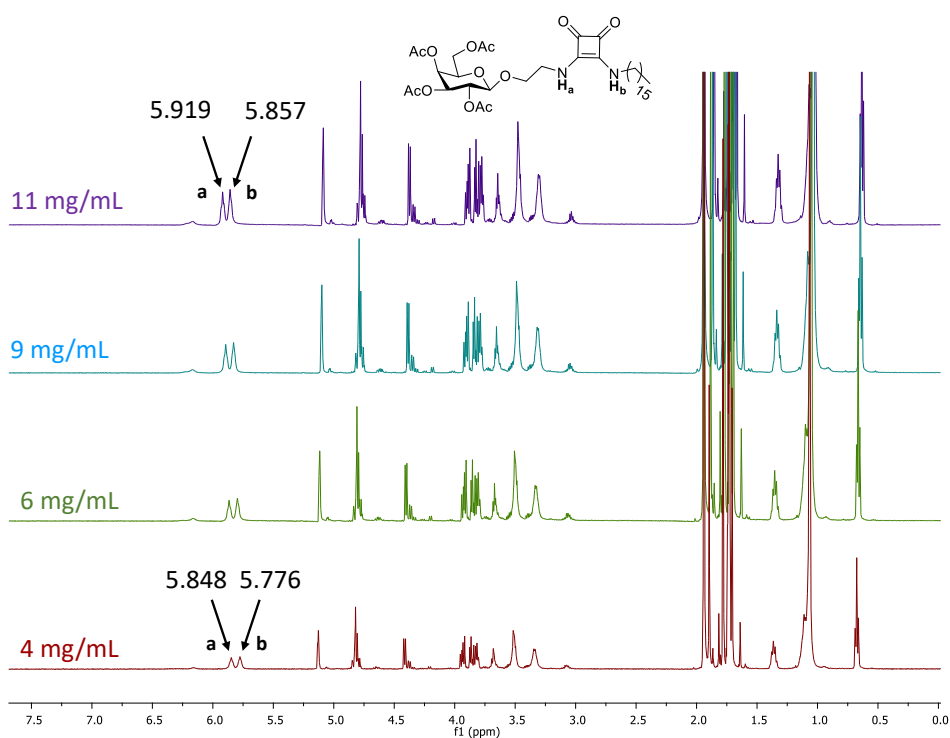 O O
AcO OAc
O
AcO O N N 15
OAc Ha Hb
5.919 5.857
a b
11 mg/mL
9 mg/mL
6 mg/mL
5.848 5.776
a b
4 mg/mL
7.5 7.0 6.5 6.0 5.5 5.0 4.5 4.0 3.5 3.0 2.5 2.0 1.5 1.0 0.5 0.0
f1 (ppm)